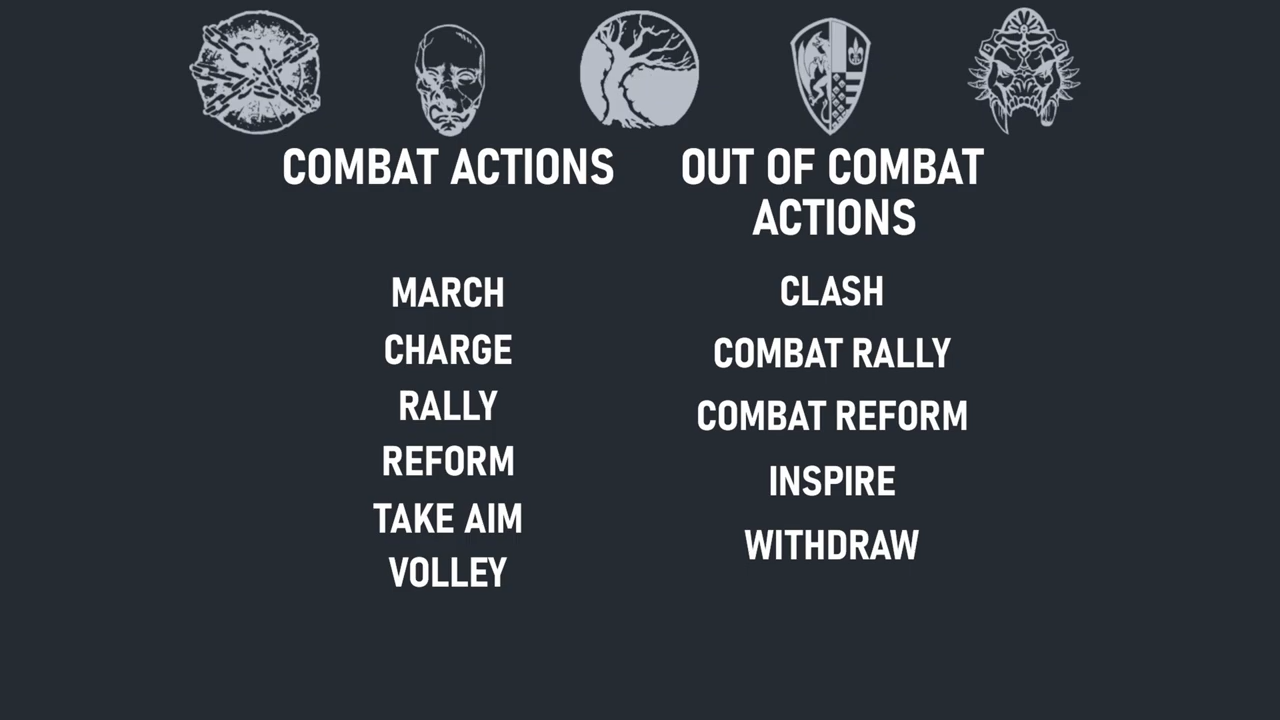 COMBAT ACTIONS
MARCH
CHARGE
RALLY
REFORM
TAKE AIM
VOLLEY
OUT OF COMBAT
ACTIONS
CLASH
COMBAT RALLY
COMBAT REFORM
INSPIRE
WITHDRAW